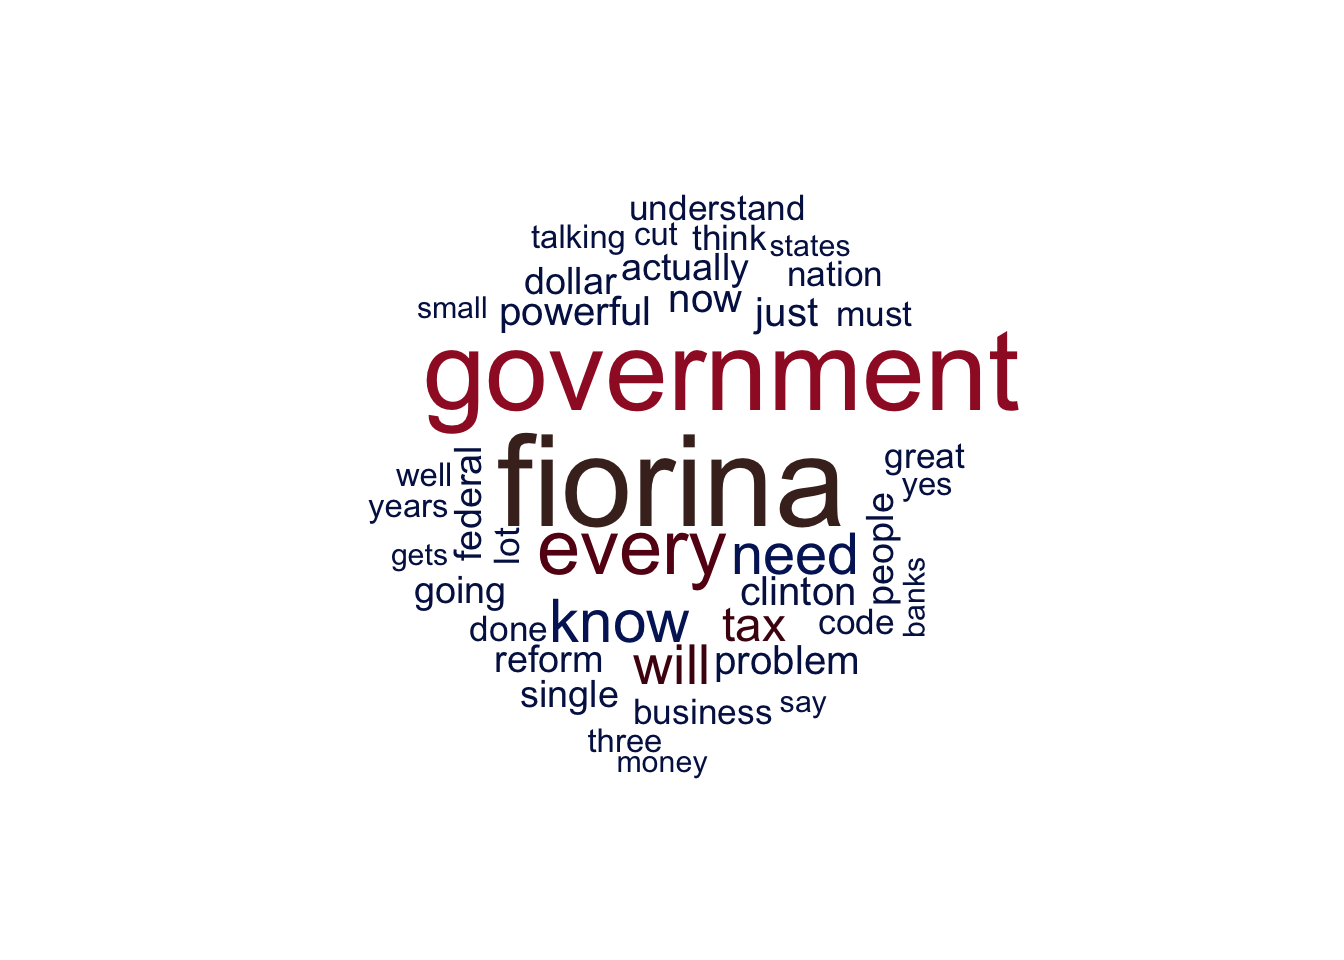 understand
talking cut think states
dollar actually nation
small powerful now just must
government
fiorina
well federal great
years yes
gets lot every need people
going clinton banks
done know tax code
reform will problem
single business say
three
money